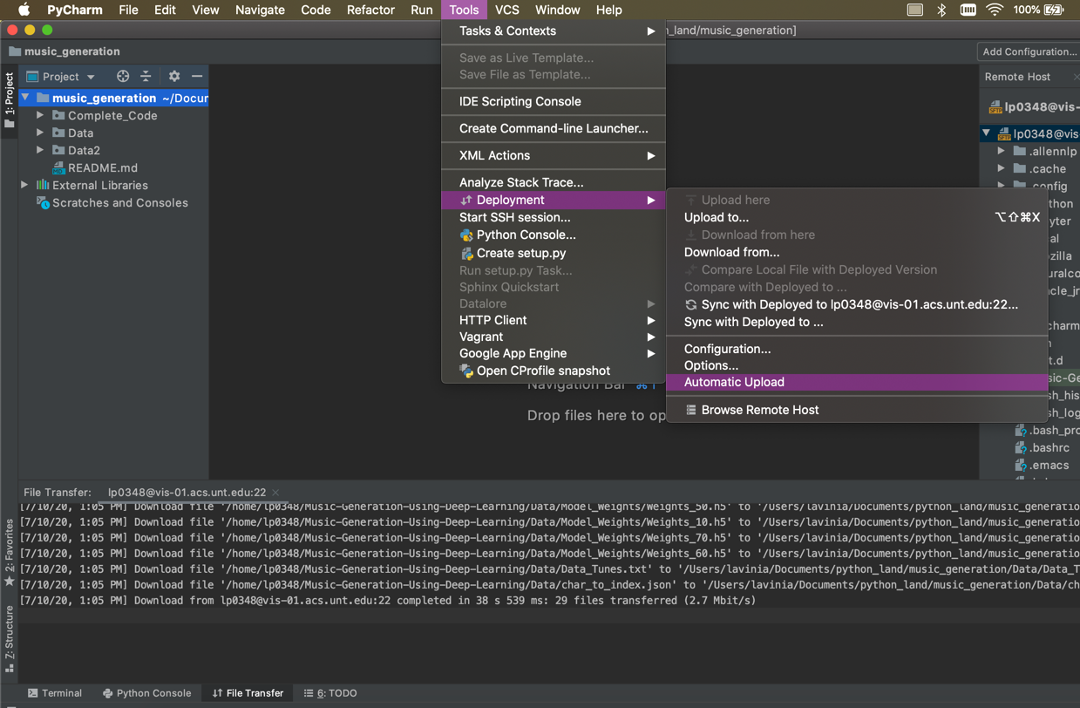 PyCharm File Edit View Navigate Code Refactor Run Tools VCS Window Help 100%
_land/music_generation]
music_generation
Add Configuration...
1: Project
Project
music_generation ~/Docur
Complete_Code
Data
Data2
README.md
External Libraries
Scratches and Consoles
Tasks & Contexts
Save as Live Template...
Save File as Template...
IDE Scripting Console
Create Command-line Launcher...
XML Actions
Analyze Stack Trace...
Deployment
Start SSH session...
Python Console...
Create setup.py
Run setup.py Task...
Sphinx Quickstart
Datalore
HTTP Client
Vagrant
Google App Engine
Open CProfile snapshot
Upload here
Upload to... ⌥⇧⌘X
Download from here
Download from...
Compare Local File with Deployed Version
Compare with Deployed to ...
Sync with Deployed to lp0348@vis-01.acs.unt.edu:22...
Sync with Deployed to ...
Configuration...
Options...
Automatic Upload
Browse Remote Host
Navigation Bar
Drop files here to op
Remote Host
lp0348@vis-
lp0348@vis
.allennlp
.cache
.config
.bash_pro
.bashrc
.emacs
File Transfer: lp0348@vis-01.acs.unt.edu:22
[7/10/20, 1:05 PM] Download file '/home/lp0348/Music-Generation-Using-Deep-Learning/Data/Model_Weights/Weights_50.h5' to '/Users/lavinia/Documents/python_land/music_generatio
[7/10/20, 1:05 PM] Download file '/home/lp0348/Music-Generation-Using-Deep-Learning/Data/Model_Weights/Weights_10.h5' to '/Users/lavinia/Documents/python_land/music_generatio
[7/10/20, 1:05 PM] Download file '/home/lp0348/Music-Generation-Using-Deep-Learning/Data/Model_Weights/Weights_70.h5' to '/Users/lavinia/Documents/python_land/music_generatio
[7/10/20, 1:05 PM] Download file '/home/lp0348/Music-Generation-Using-Deep-Learning/Data/Model_Weights/Weights_60.h5' to '/Users/lavinia/Documents/python_land/music_generatio
[7/10/20, 1:05 PM] Download file '/home/lp0348/Music-Generation-Using-Deep-Learning/Data/Data_Tunes.txt' to '/Users/lavinia/Documents/python_land/music_generation/Data/Data_T
[7/10/20, 1:05 PM] Download file '/home/lp0348/Music-Generation-Using-Deep-Learning/Data/char_to_index.json' to '/Users/lavinia/Documents/python_land/music_generation/Data/ch
[7/10/20, 1:05 PM] Download from lp0348@vis-01.acs.unt.edu:22 completed in 38 s 539 ms: 29 files transferred (2.7 Mbit/s)
2: Favorites
Z: Structure
Terminal Python Console File Transfer 6: TODO